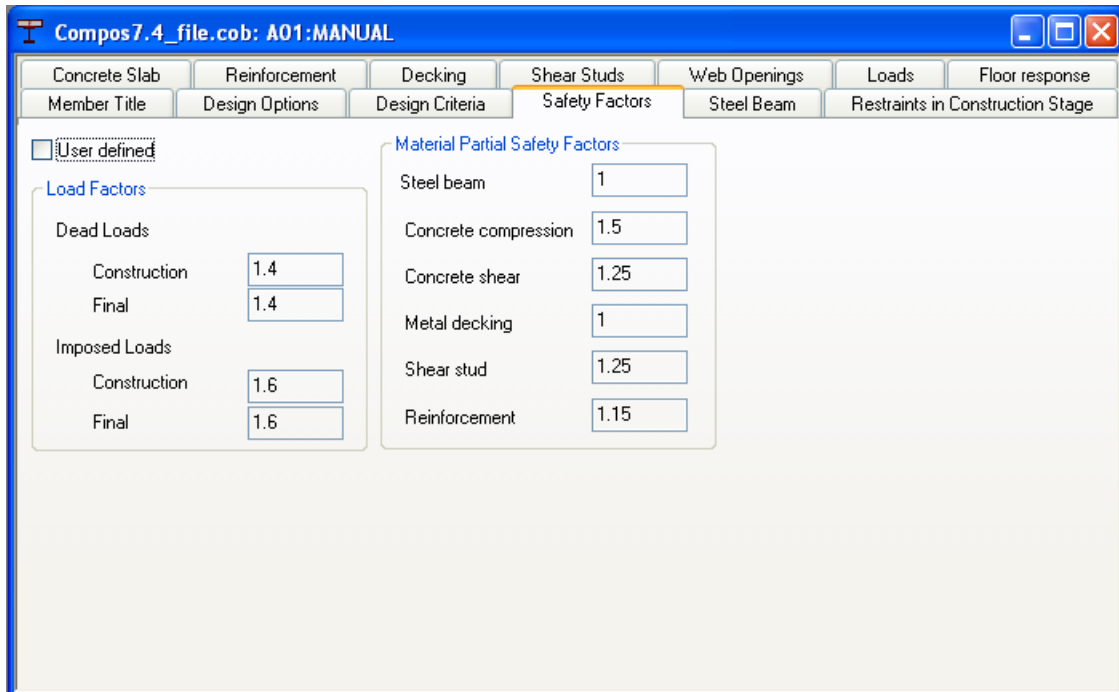 Compos7.4_file.cob: A01:MANUAL
Concrete Slab Reinforcement Decking Shear Studs Web Openings Loads Floor response
Member Title Design Options Design Criteria Safety Factors Steel Beam Restraints in Construction Stage
User defined
Load Factors
Dead Loads
Construction 1.4
Final 1.4
Imposed Loads
Construction 1.6
Final 1.6
Material Partial Safety Factors
Steel beam 1
Concrete compression 1.5
Concrete shear 1.25
Metal decking 1
Shear stud 1.25
Reinforcement 1.15